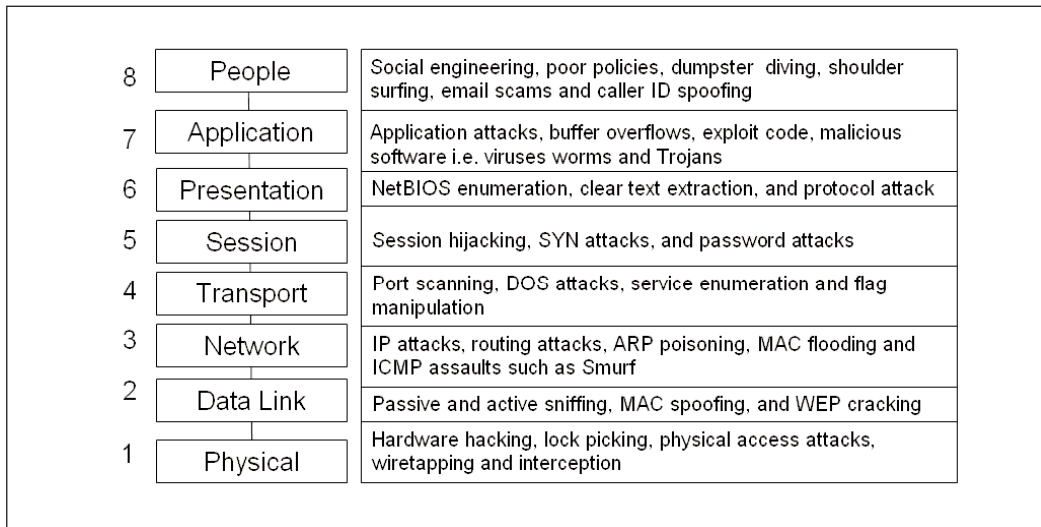 8
People
Social engineering, poor policies, dumpster diving, shoulder
surfing, email scams and caller ID spoofing
7
Application
Application attacks, buffer overflows, exploit code, malicious
software i.e. viruses worms and Trojans
6
Presentation
NetBIOS enumeration, clear text extraction, and protocol attack
5
Session
Session hijacking, SYN attacks, and password attacks
4
Transport
Port scanning, DOS attacks, service enumeration and flag
manipulation
3
Network
IP attacks, routing attacks, ARP poisoning, MAC flooding and
ICMP assaults such as Smurf
2
Data Link
Passive and active sniffing, MAC spoofing, and WEP cracking
1
Physical
Hardware hacking, lock picking, physical access attacks,
wiretapping and interception